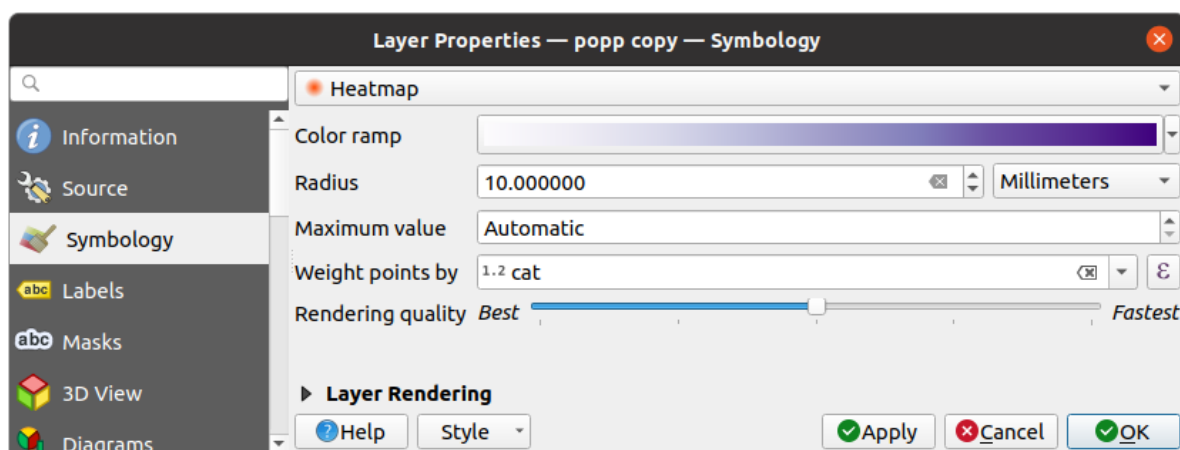 Layer Properties — popp copy — Symbology
Information
Source
Symbology
abc Labels
abc Masks
3D View
Diagrams
Heatmap
Color ramp
Radius 10.000000 Millimeters
Maximum value Automatic
Weight points by 1.2 cat ε
Rendering quality Best Fastest
Layer Rendering
Help Style Apply Cancel OK